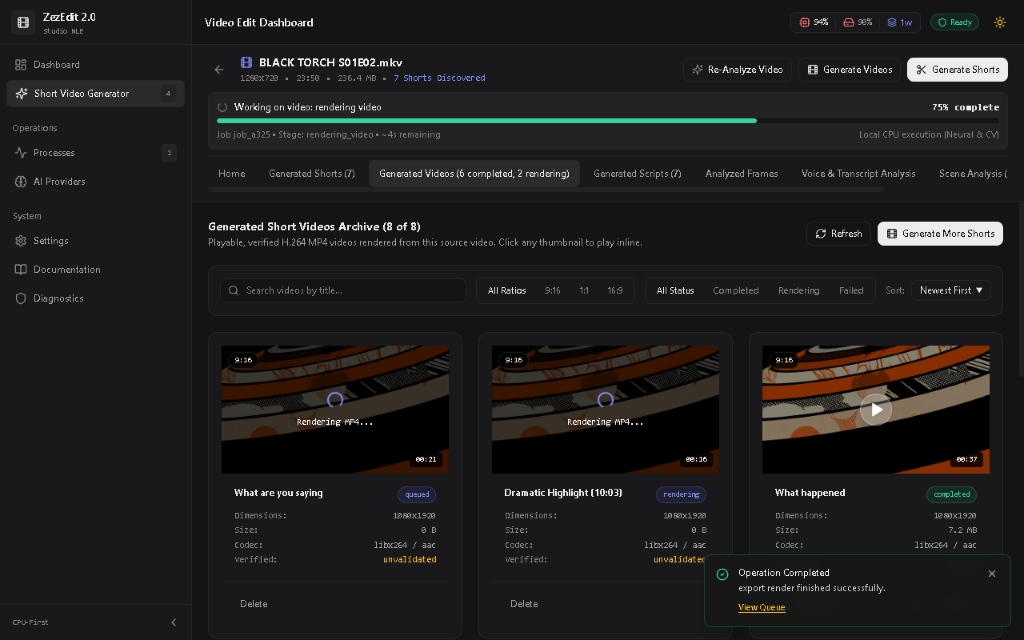 ZezEdit 2.0
Studio NLE
Video Edit Dashboard
94%
90%
1w
Ready
Dashboard
Short Video Generator
4
Operations
Processes
1
AI Providers
System
Settings
Documentation
Diagnostics
CPU-First
BLACK TORCH S01E02.mkv
1280x720 • 23:50 • 236.4 MB • 7 Shorts Discovered
Re-Analyze Video
Generate Videos
Generate Shorts
Working on video: rendering video
75% complete
Job job_a325 • Stage: rendering_video • ~4s remaining
Local CPU execution (Neural & CV)
Home
Generated Shorts (7)
Generated Videos (6 completed, 2 rendering)
Generated Scripts (7)
Analyzed Frames
Voice & Transcript Analysis
Scene Analysis (
Generated Short Videos Archive (8 of 8)
Playable, verified H.264 MP4 videos rendered from this source video. Click any thumbnail to play inline.
Refresh
Generate More Shorts
Search videos by title...
All Ratios
9:16
1:1
16:9
All Status
Completed
Rendering
Failed
Sort:
Newest First ▼
9:16
Rendering MP4...
00:21
What are you saying
queued
Dimensions: 1080x1920
Size: 0 B
Codec: libx264 / aac
Verified: unvalidated
Delete
9:16
Rendering MP4...
00:16
Dramatic Highlight (10:03)
rendering
Dimensions: 1080x1920
Size: 0 B
Codec: libx264 / aac
Verified: unvalidated
Delete
9:16
00:37
What happened
completed
Dimensions: 1080x1920
Size: 7.2 MB
Codec: libx264 / aac
Operation Completed
export render finished successfully.
View Queue